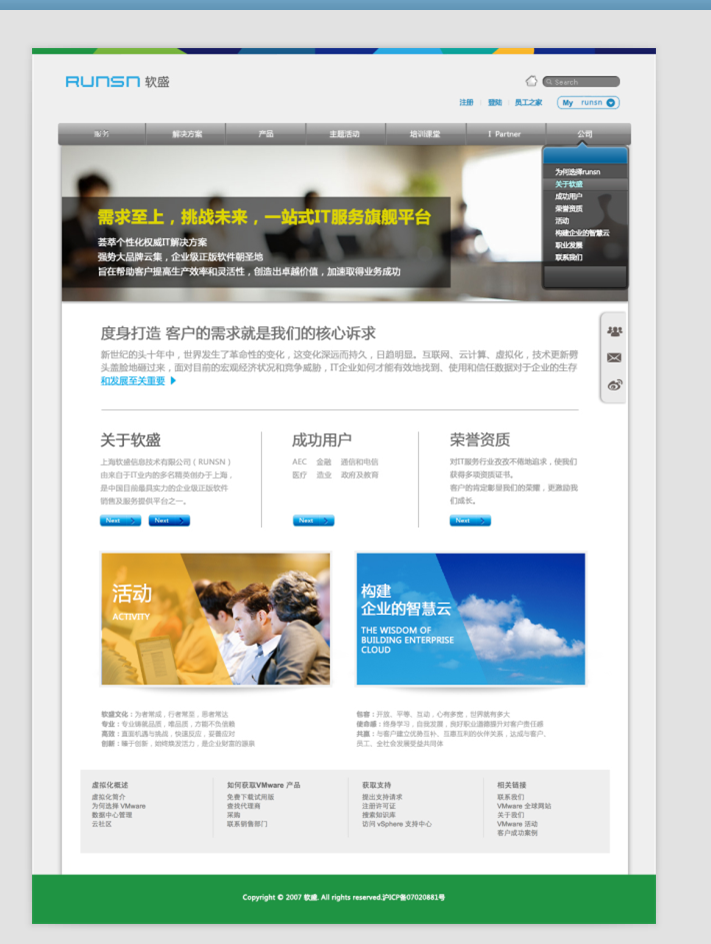 RUNSN 软盛
Search
注册 登陆 员工之家 My runsn
服务 解决方案 产品 主题活动 培训课堂 I Partner 公司
为何选择runsn
关于软盛
成功用户
荣誉资质
活动
构建企业的智慧云
职业发展
联系我们
需求至上，挑战未来，一站式IT服务旗舰平台
荟萃个性化权威IT解决方案
强势大品牌云集，企业级正版软件朝圣地
旨在帮助客户提高生产效率和灵活性，创造出卓越价值，加速取得业务成功
度身打造 客户的需求就是我们的核心诉求
新世纪的头十年中，世界发生了革命性的变化，这变化深远而持久，日趋明显。互联网、云计算、虚拟化，技术更新劈
头盖脸地砸过来，面对目前的宏观经济状况和竞争威胁，IT企业如何才能有效地找到、使用和信任数据对于企业的生存
和发展至关重要
关于软盛
上海软盛信息技术有限公司（RUNSN）
由来自于IT业内的多名精英创办于上海，
是中国目前最具实力的企业级正版软件
销售及服务提供平台之一。
Next Next
成功用户
AEC 金融 通信和电信
医疗 造业 政府及教育
Next
荣誉资质
对IT服务行业孜孜不倦地追求，使我们
获得多项资质证书。
客户的肯定彰显我们的荣耀，更激励我
们成长。
Next
活动
ACTIVITY
构建
企业的智慧云
THE WISDOM OF
BUILDING ENTERPRISE
CLOUD
软盛文化：为者常成，行者常至，思者常达
专业：专业铸就品质，唯品质，方能不负信赖
高效：直面机遇与挑战，快速反应，妥善应对
创新：臻于创新，始终焕发活力，是企业财富的源泉
包容：开放，平等，互动，心有多宽，世界就有多大
使命感：终身学习，自我发展，良好职业道德提升对客户责任感
共赢：与客户建立优势互补、互惠互利的伙伴关系，达成与客户、
员工、全社会发展受益共同体
虚拟化概述
虚拟化简介
为何选择 VMware
数据中心管理
云社区
如何获取VMware 产品
免费下载试用版
查找代理商
采购
联系销售部门
获取支持
提出支持请求
注册许可证
搜索知识库
访问 vSphere 支持中心
相关链接
联系我们
VMware 全球网站
关于我们
VMware 活动
客户成功案例
Copyright © 2007 软盛. All rights reserved.沪ICP备07020881号